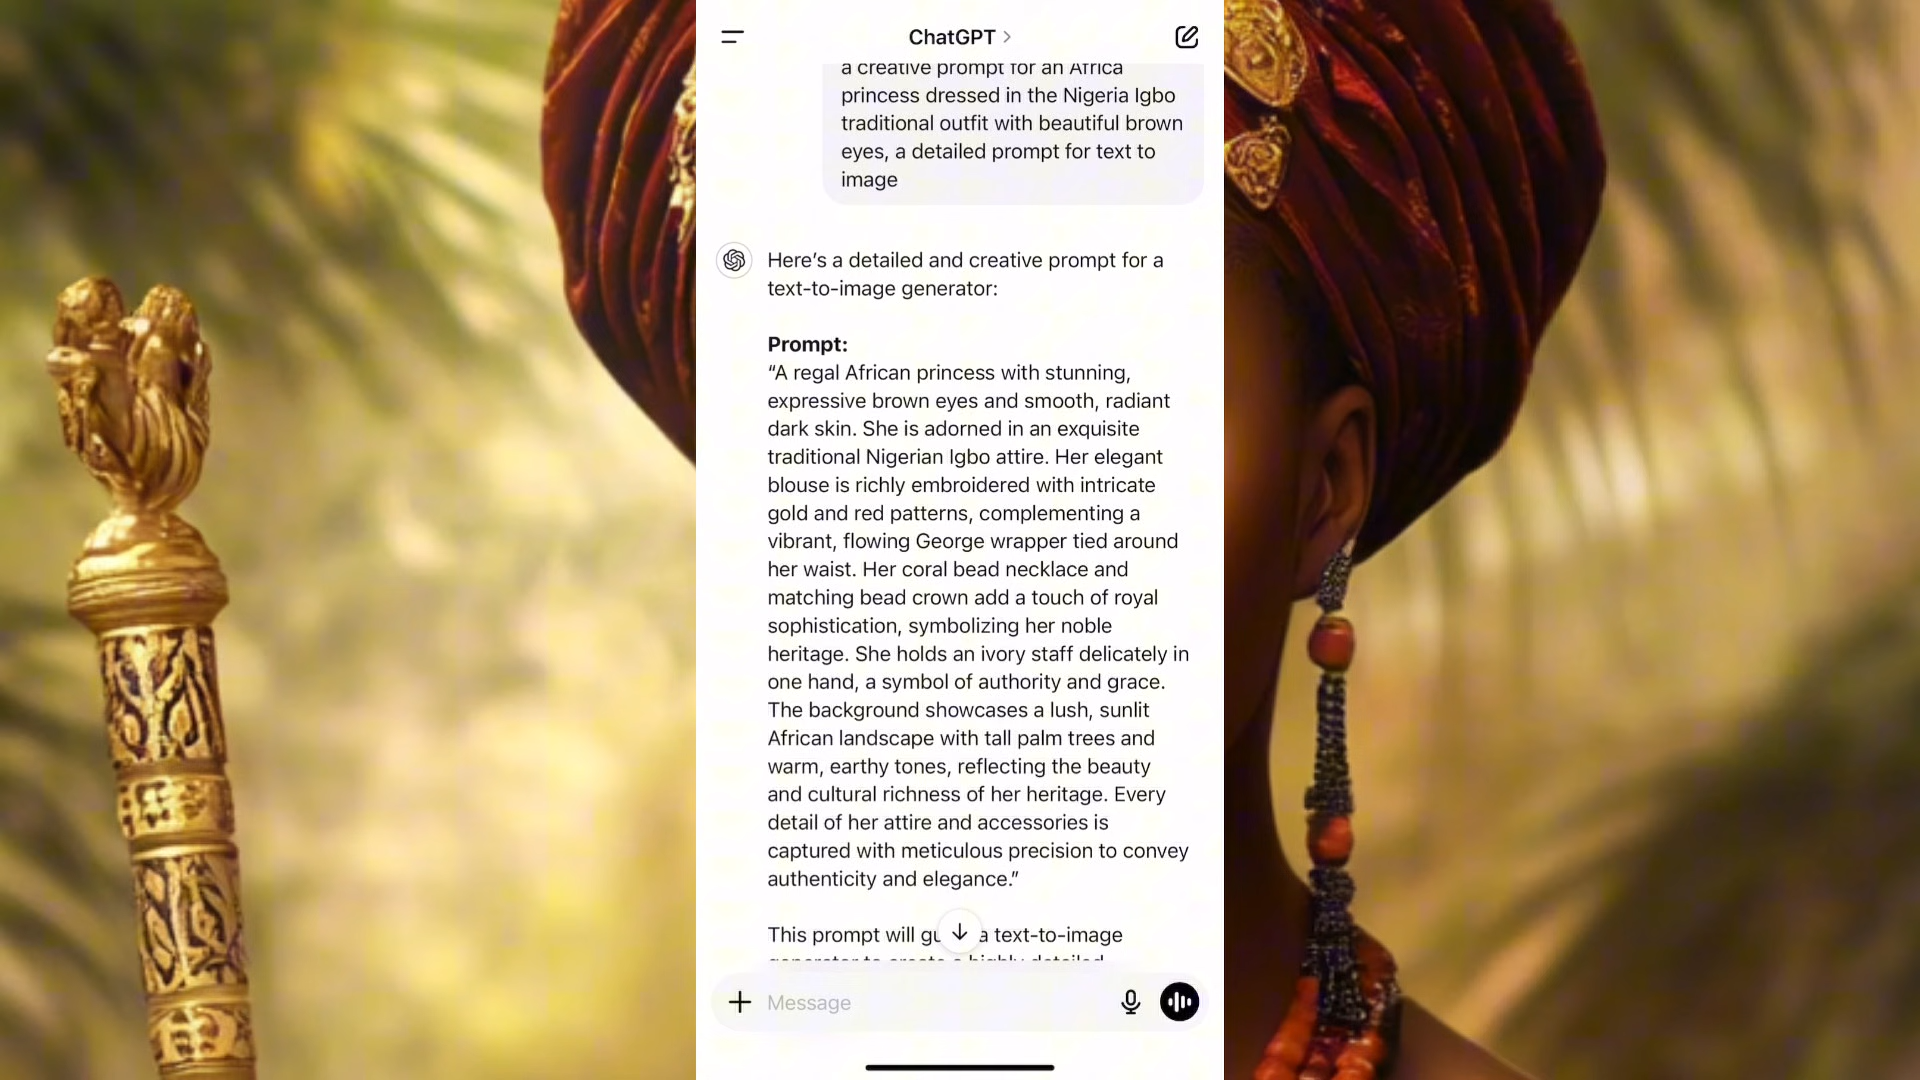 ChatGPT
a creative prompt for an Africa
princess dressed in the Nigeria Igbo
traditional outfit with beautiful brown
eyes, a detailed prompt for text to
image
Here’s a detailed and creative prompt for a
text-to-image generator:
Prompt:
“A regal African princess with stunning,
expressive brown eyes and smooth, radiant
dark skin. She is adorned in an exquisite
traditional Nigerian Igbo attire. Her elegant
blouse is richly embroidered with intricate
gold and red patterns, complementing a
vibrant, flowing George wrapper tied around
her waist. Her coral bead necklace and
matching bead crown add a touch of royal
sophistication, symbolizing her noble
heritage. She holds an ivory staff delicately in
one hand, a symbol of authority and grace.
The background showcases a lush, sunlit
African landscape with tall palm trees and
warm, earthy tones, reflecting the beauty
and cultural richness of her heritage. Every
detail of her attire and accessories is
captured with meticulous precision to convey
authenticity and elegance.”
This prompt will a text-to-image
generator to create a highly detailed
Message